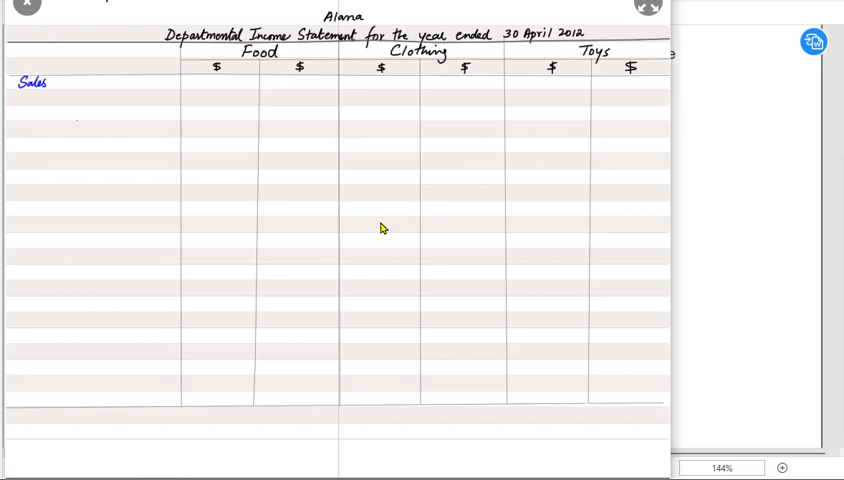 Alana
Departmental Income Statement for the year ended 30 April 2012
Food Clothing Toys
$ $ $ $ $ $
Sales
144%